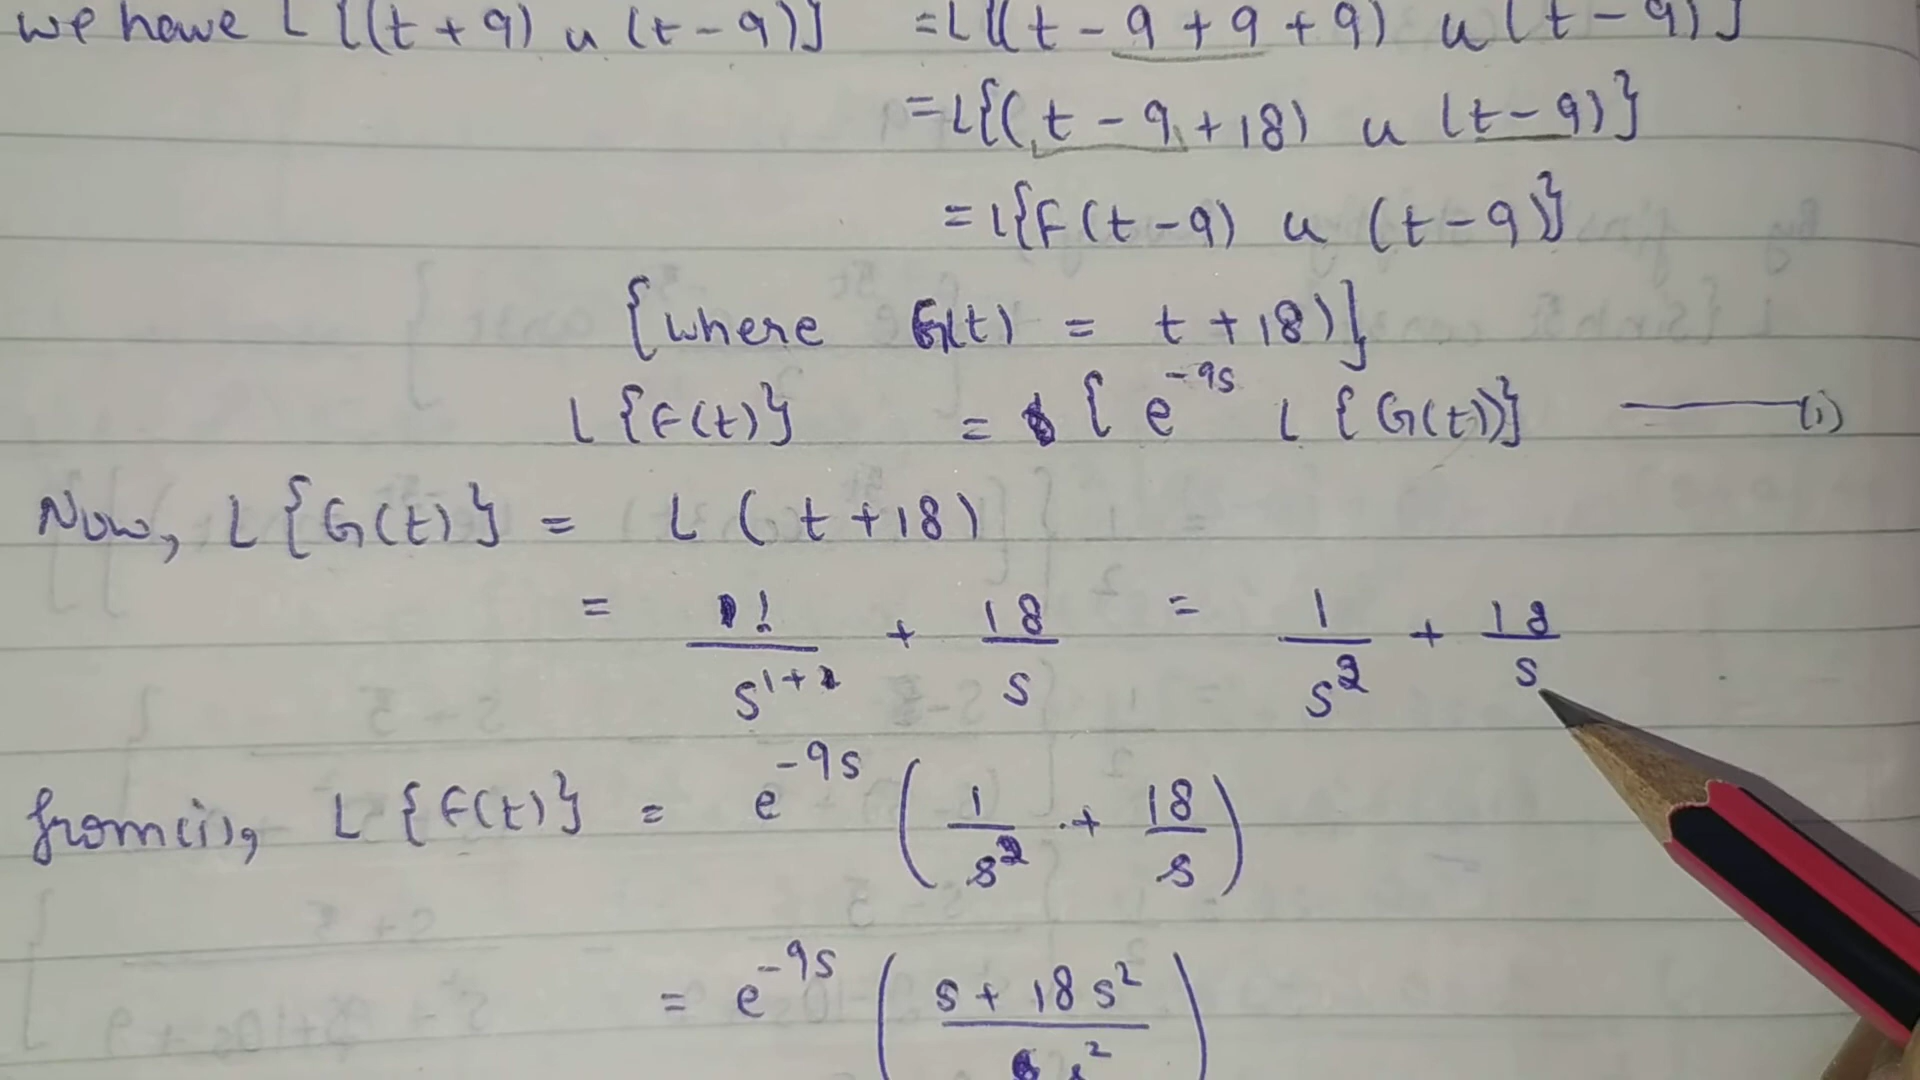 we have L [(t + 9) u (t - 9)] = L[(t - 9 + 9 + 9) u (t - 9)]
= L{(t - 9 + 18) u (t - 9)}
= L{F(t - 9) u (t - 9)}
{where G(t) = t + 18)}
L {F(t)} = { e^{-9s} L { G(t)} ——— (i)
Now, L {G(t)} = L ( t + 18)
= 1!/s^{1+1} + 18/s = 1/s^2 + 18/s
from (i), L {F(t)} = e^{-9s} (1/s^2 + 18/s)
= e^{-9s} (s + 18 s^2 / s^2)